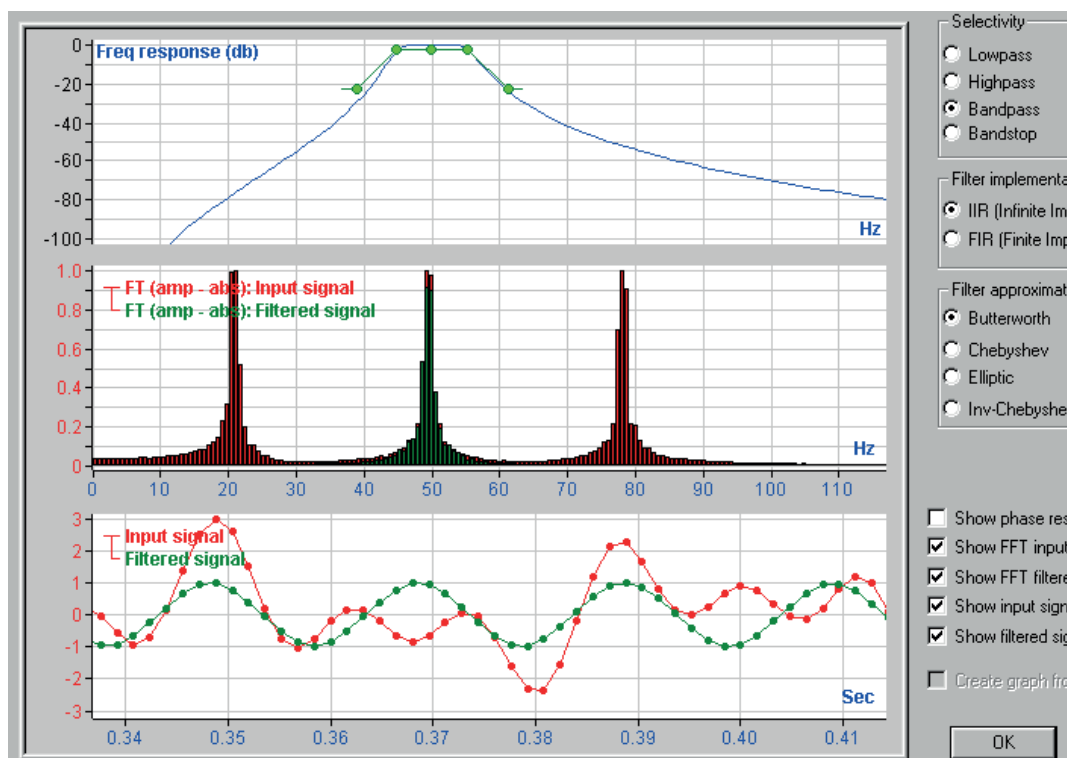 Freq response (db)
0
-20
-40
-60
-80
-100
Hz
1.0
0.8
0.6
0.4
0.2
0
FT (amp - abs): Input signal
FT (amp - abs): Filtered signal
Hz
0 10 20 30 40 50 60 70 80 90 100 110
3
2
1
0
-1
-2
-3
Input signal
Filtered signal
Sec
0.34 0.35 0.36 0.37 0.38 0.39 0.40 0.41
Selectivity
Lowpass
Highpass
Bandpass
Bandstop
Filter implementa
IIR (Infinite Im
FIR (Finite Imp
Filter approximat
Butterworth
Chebyshev
Elliptic
Inv-Chebyshe
Show phase res
Show FFT input
Show FFT filtere
Show input sign
Show filtered sig
Create graph fro
OK